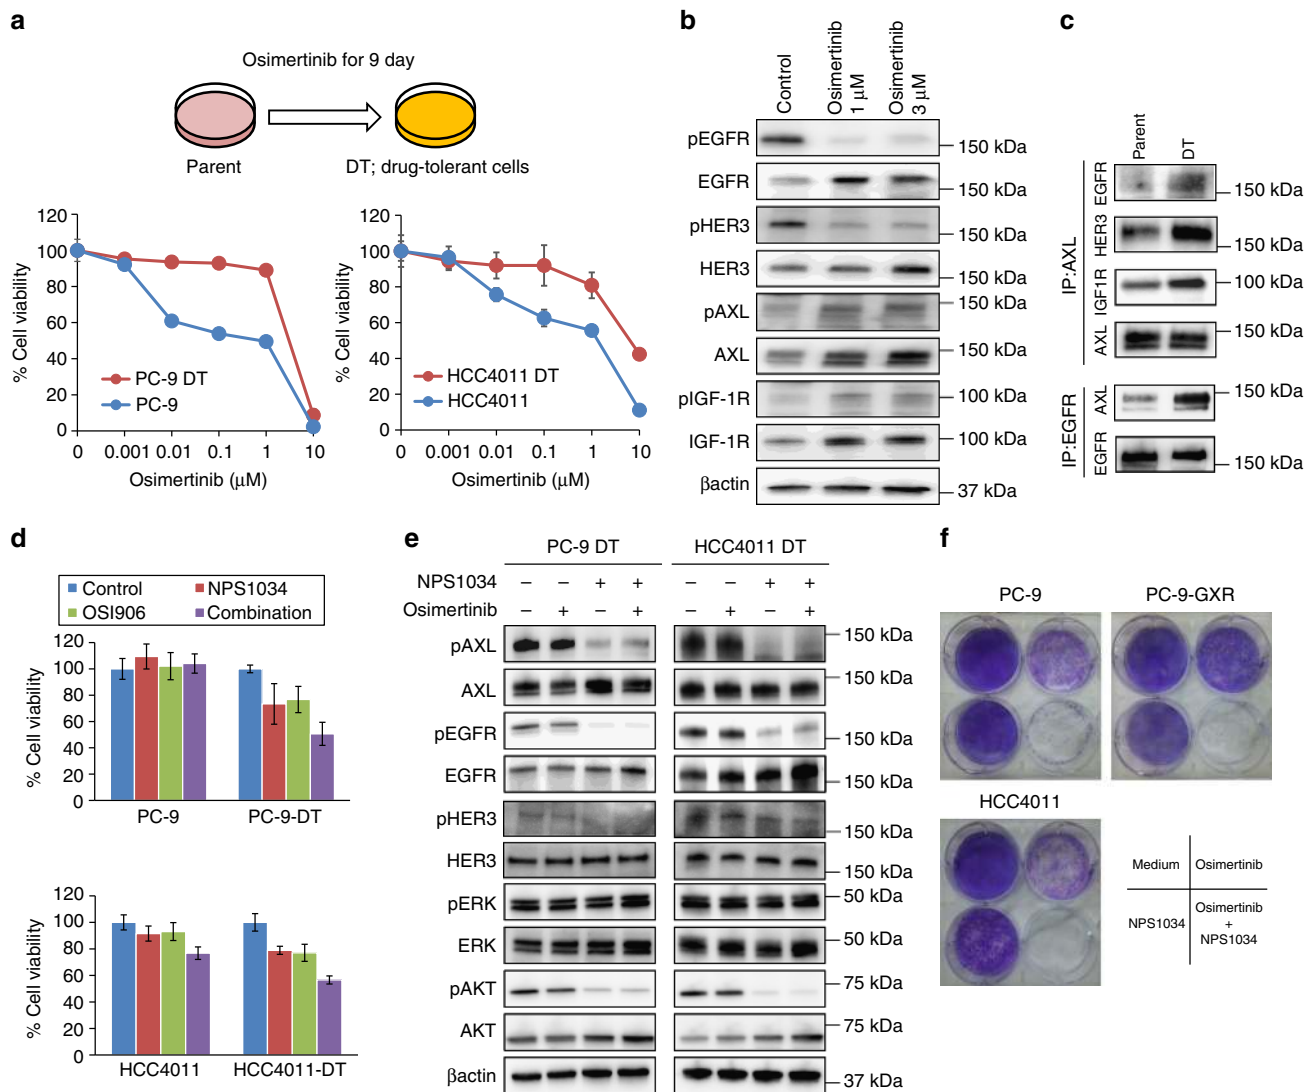 a
Osimertinib for 9 day
Parent
DT; drug-tolerant cells
% Cell viability
120
100
80
60
40
20
0
PC-9 DT
PC-9
0 0.001 0.01 0.1 1 10
Osimertinib (μM)
% Cell viability
120
100
80
60
40
20
0
HCC4011 DT
HCC4011
0 0.001 0.01 0.1 1 10
Osimertinib (μM)
b
Control
Osimertinib 1 μM
Osimertinib 3 μM
pEGFR 150 kDa
EGFR 150 kDa
pHER3 150 kDa
HER3 150 kDa
pAXL 150 kDa
AXL 150 kDa
pIGF-1R 100 kDa
IGF-1R 100 kDa
βactin 37 kDa
c
Parent
DT
IP:AXL
EGFR 150 kDa
HER3 150 kDa
IGF1R 100 kDa
AXL 150 kDa
IP:EGFR
AXL 150 kDa
EGFR 150 kDa
d
Control NPS1034
OSI906 Combination
% Cell viability
120
100
80
60
40
20
0
PC-9 PC-9-DT
% Cell viability
120
100
80
60
40
20
0
HCC4011 HCC4011-DT
e
PC-9 DT HCC4011 DT
NPS1034 – – + + – – + +
Osimertinib – + – + – + – +
pAXL 150 kDa
AXL 150 kDa
pEGFR 150 kDa
EGFR 150 kDa
pHER3 150 kDa
HER3 150 kDa
pERK 50 kDa
ERK 50 kDa
pAKT 75 kDa
AKT 75 kDa
βactin 37 kDa
f
PC-9 PC-9-GXR
HCC4011
Medium Osimertinib
NPS1034 Osimertinib
+
NPS1034